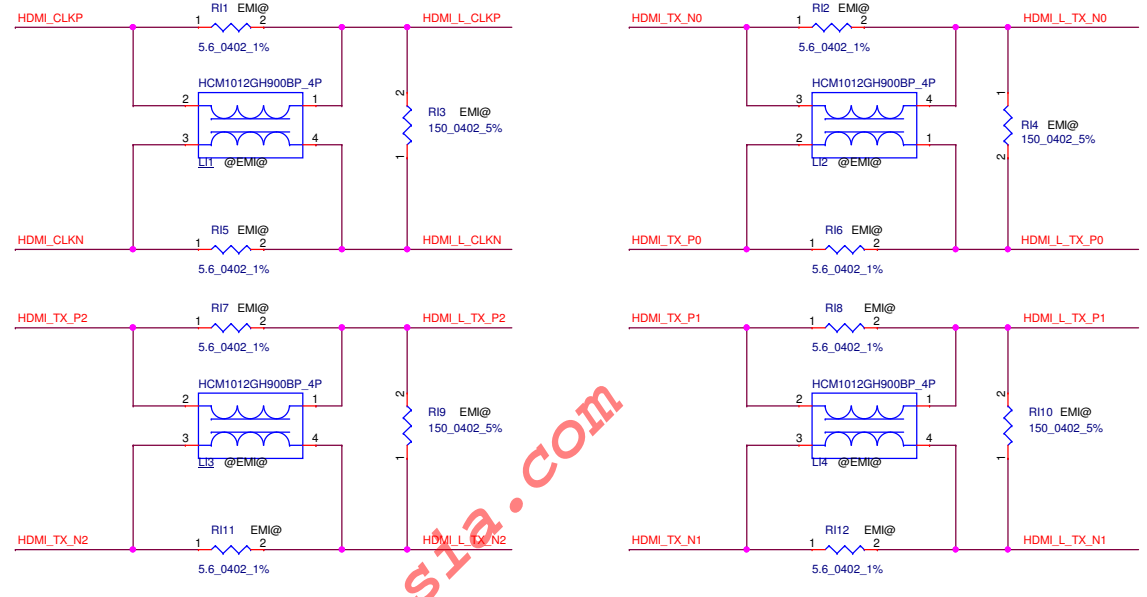 HDMI_CLKP
RI1 EMI@
1 2
5.6_0402_1%
HDMI_L_CLKP
HCM1012GH900BP_4P
2 1
3 4
LI1 @EMI@
2
RI3 EMI@
150_0402_5%
1
HDMI_CLKN
RI5 EMI@
1 2
5.6_0402_1%
HDMI_L_CLKN
HDMI_TX_N0
RI2 EMI@
1 2
5.6_0402_1%
HDMI_L_TX_N0
HCM1012GH900BP_4P
3 4
2 1
LI2 @EMI@
1
RI4 EMI@
150_0402_5%
2
HDMI_TX_P0
RI6 EMI@
1 2
5.6_0402_1%
HDMI_L_TX_P0
HDMI_TX_P2
RI7 EMI@
1 2
5.6_0402_1%
HDMI_L_TX_P2
HCM1012GH900BP_4P
2 1
3 4
LI3 @EMI@
2
RI9 EMI@
150_0402_5%
1
HDMI_TX_N2
RI11 EMI@
1 2
5.6_0402_1%
HDMI_L_TX_N2
HDMI_TX_P1
RI8 EMI@
1 2
5.6_0402_1%
HDMI_L_TX_P1
HCM1012GH900BP_4P
2 1
3 4
LI4 @EMI@
2
RI10 EMI@
150_0402_5%
1
HDMI_TX_N1
RI12 EMI@
1 2
5.6_0402_1%
HDMI_L_TX_N1
sia.com